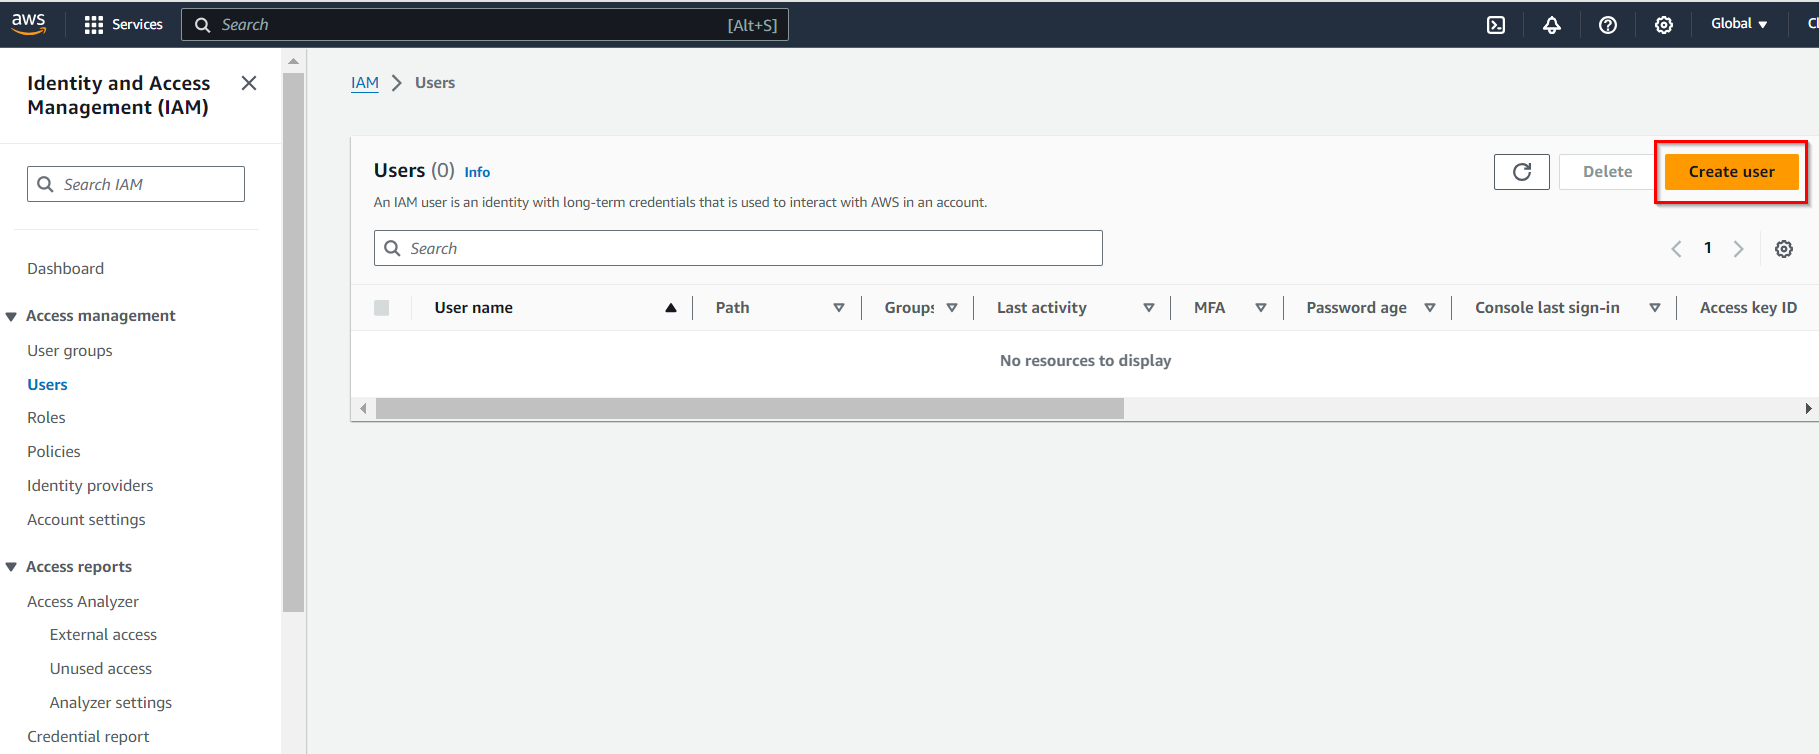 aws
Services
Search
[Alt+S]
Global
Identity and Access
Management (IAM)
Search IAM
Dashboard
Access management
User groups
Users
Roles
Policies
Identity providers
Account settings
Access reports
Access Analyzer
External access
Unused access
Analyzer settings
Credential report
IAM
Users
Users (0) Info
An IAM user is an identity with long-term credentials that is used to interact with AWS in an account.
Delete
Create user
Search
1
User name
Path
Groups
Last activity
MFA
Password age
Console last sign-in
Access key ID
No resources to display